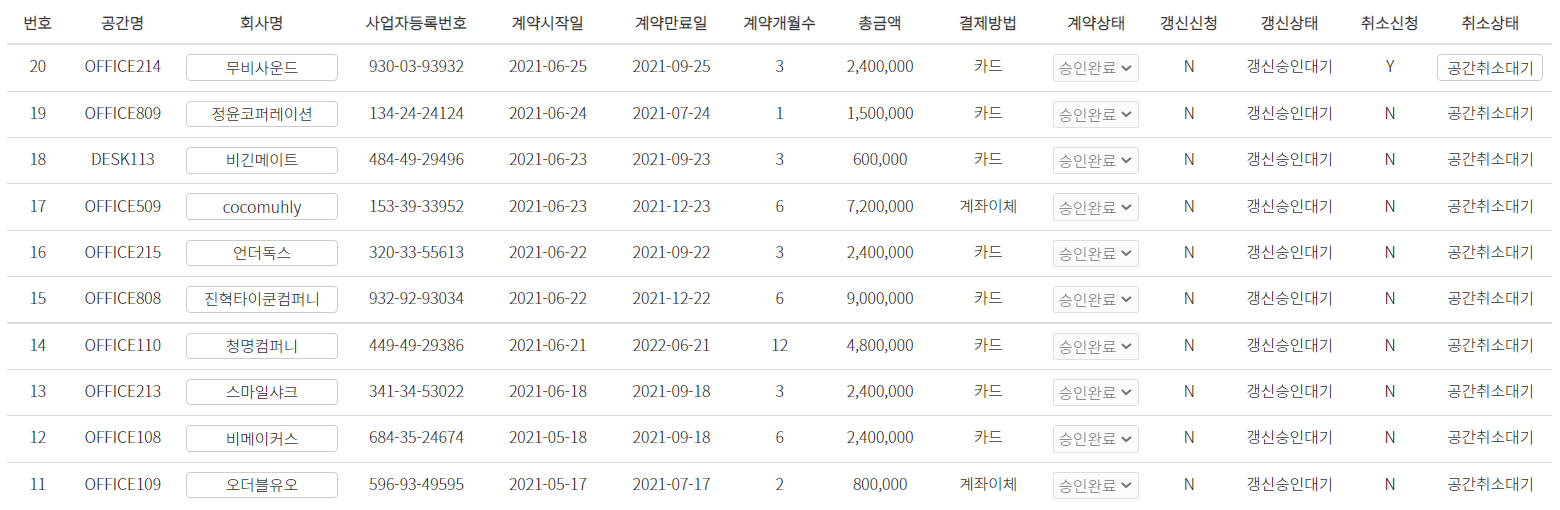 번호 공간명 회사명 사업자등록번호 계약시작일 계약만료일 계약개월수 총금액 결제방법 계약상태 갱신신청 갱신상태 취소신청 취소상태
20 OFFICE214 무비사운드 930-03-93932 2021-06-25 2021-09-25 3 2,400,000 카드 승인완료 N 갱신승인대기 Y 공간취소대기
19 OFFICE809 정윤코퍼레이션 134-24-24124 2021-06-24 2021-07-24 1 1,500,000 카드 승인완료 N 갱신승인대기 N 공간취소대기
18 DESK113 비긴메이트 484-49-29496 2021-06-23 2021-09-23 3 600,000 카드 승인완료 N 갱신승인대기 N 공간취소대기
17 OFFICE509 cocomuhly 153-39-33952 2021-06-23 2021-12-23 6 7,200,000 계좌이체 승인완료 N 갱신승인대기 N 공간취소대기
16 OFFICE215 언더독스 320-33-55613 2021-06-22 2021-09-22 3 2,400,000 카드 승인완료 N 갱신승인대기 N 공간취소대기
15 OFFICE808 진혁타이쿤컴퍼니 932-92-93034 2021-06-22 2021-12-22 6 9,000,000 카드 승인완료 N 갱신승인대기 N 공간취소대기
14 OFFICE110 청명컴퍼니 449-49-29386 2021-06-21 2022-06-21 12 4,800,000 카드 승인완료 N 갱신승인대기 N 공간취소대기
13 OFFICE213 스마일샤크 341-34-53022 2021-06-18 2021-09-18 3 2,400,000 카드 승인완료 N 갱신승인대기 N 공간취소대기
12 OFFICE108 비메이커스 684-35-24674 2021-05-18 2021-09-18 6 2,400,000 카드 승인완료 N 갱신승인대기 N 공간취소대기
11 OFFICE109 오더블유오 596-93-49595 2021-05-17 2021-07-17 2 800,000 계좌이체 승인완료 N 갱신승인대기 N 공간취소대기